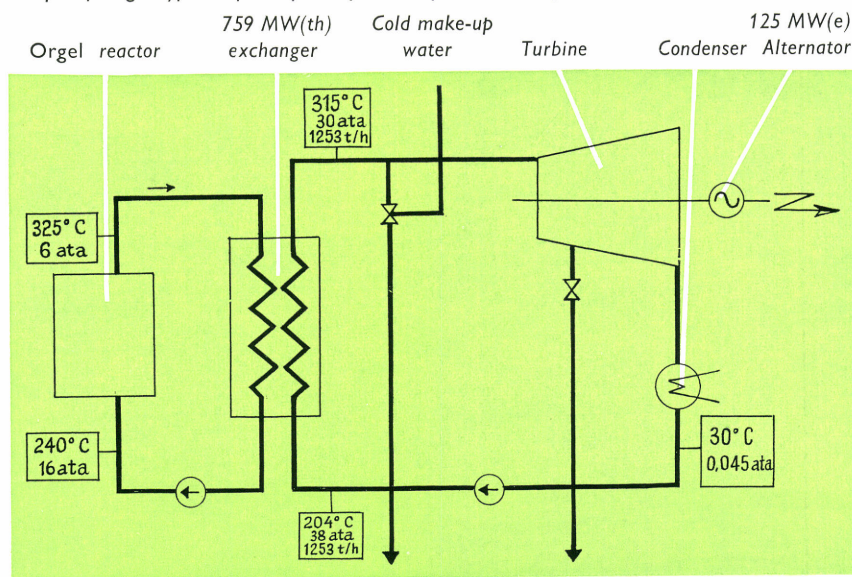 759 MW(th)
Cold make-up
125 MW(e)
Orgel reactor
exchanger
water
Turbine
Condenser
Alternator
315°C
30 ata
1253 t/h
325°C
6 ata
240°C
16 ata
204°C
38 ata
1253 t/h
30°C
0,045 ata